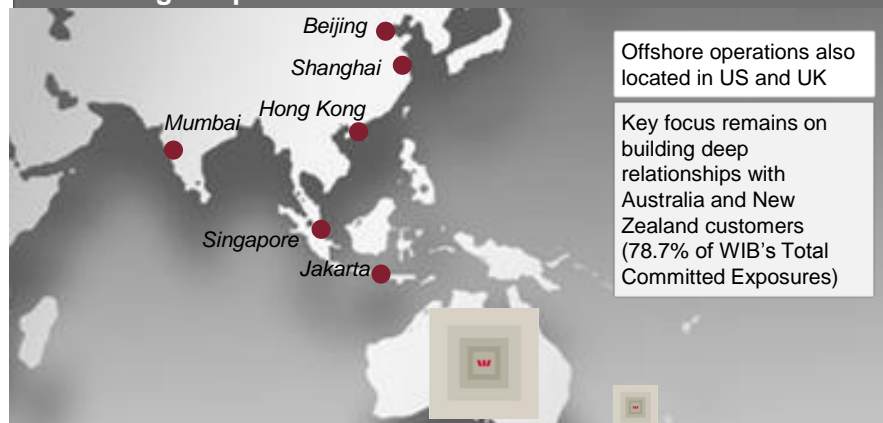 Beijing
Shanghai
Hong Kong
Mumbai
Singapore
Jakarta
Offshore operations also
located in US and UK
Key focus remains on
building deep
relationships with
Australia and New
Zealand customers
(78.7% of WIB's Total
Committed Exposures)